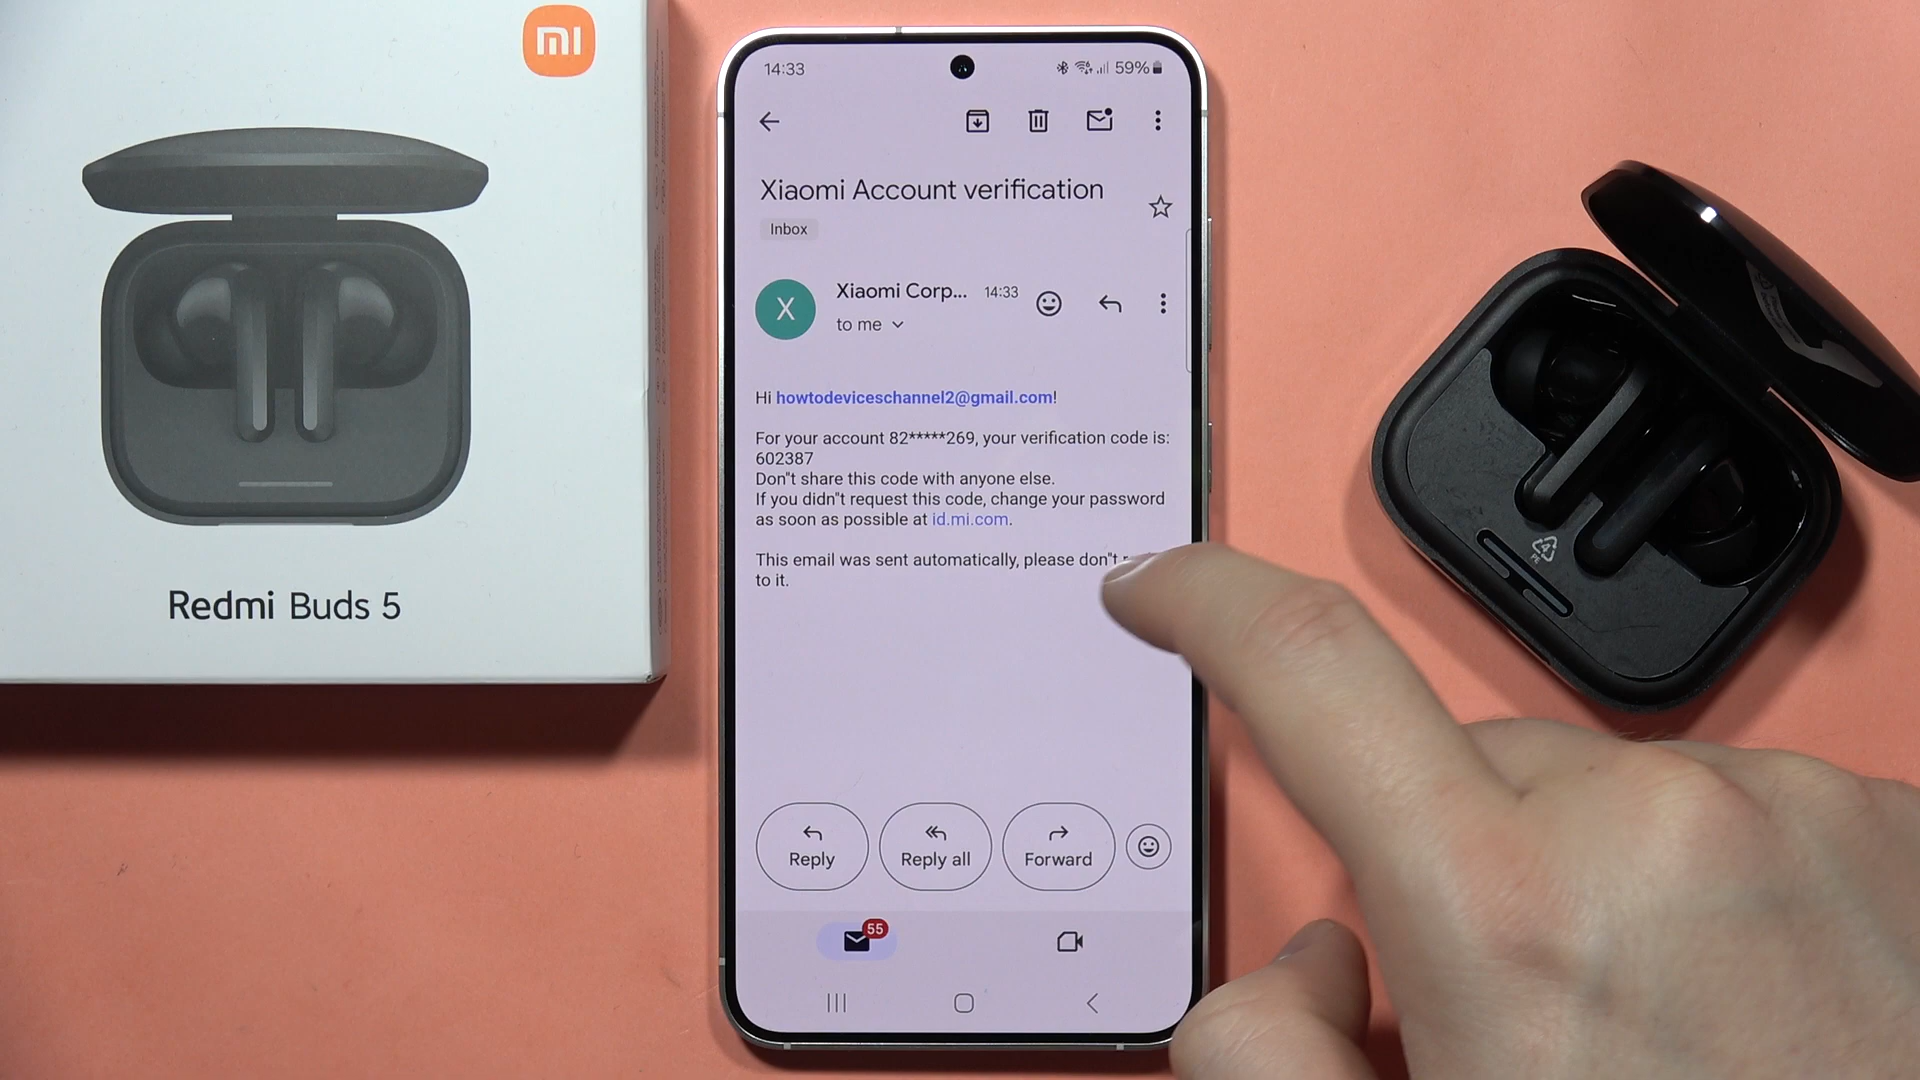 mi
Redmi Buds 5
14:33
59%
Xiaomi Account verification
Inbox
X
Xiaomi Corp... 14:33
to me
Hi howtodeviceschannel2@gmail.com!
For your account 82*****269, your verification code is:
602387
Don"t share this code with anyone else.
If you didn"t request this code, change your password
as soon as possible at id.mi.com.
This email was sent automatically, please don"t
to it.
Reply
Reply all
Forward
55
4
PE